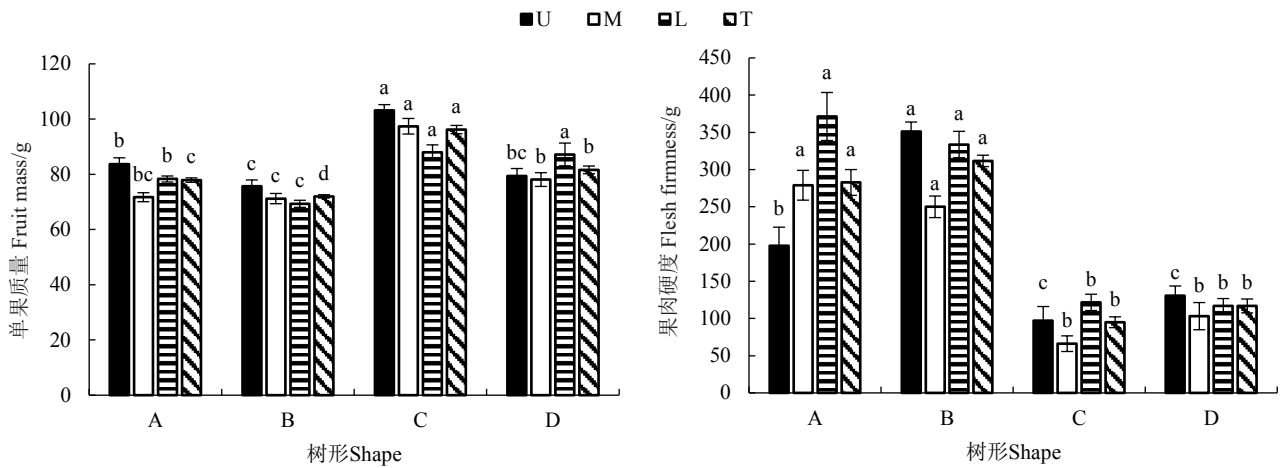 U M L T
单果质量 Fruit mass/g
120
100
80
60
40
20
0
b bc b c
c c c d
a a a a
bc b a b
A B C D
树形Shape
果肉硬度 Flesh firmness/g
450
400
350
300
250
200
150
100
50
0
b a a a
a a a a
c b b b
c b b b
A B C D
树形Shape